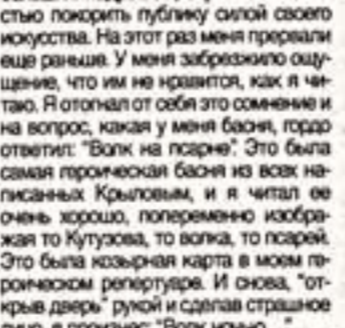 стью покорить публику силой своего
искусства. На этот раз меня прервали
еще раньше. У меня забрезжило ощу-
щение, что им не нравится, как я чи-
таю. Я отогнал от себя это сомнение и
на вопрос, какая у меня басня, гордо
ответил: "Волк на псарне". Это была
самая героическая басня из всех на-
писанных Крыловым, и я читал ее
очень хорошо, попеременно изобра-
жая то Кутузова, то волка, то псарей.
Это была козырная карта в моем ге-
роическом репертуаре. И снова, "от-
крыв дверь" рукой и сделав страшное
я произнес: "Волк ночью